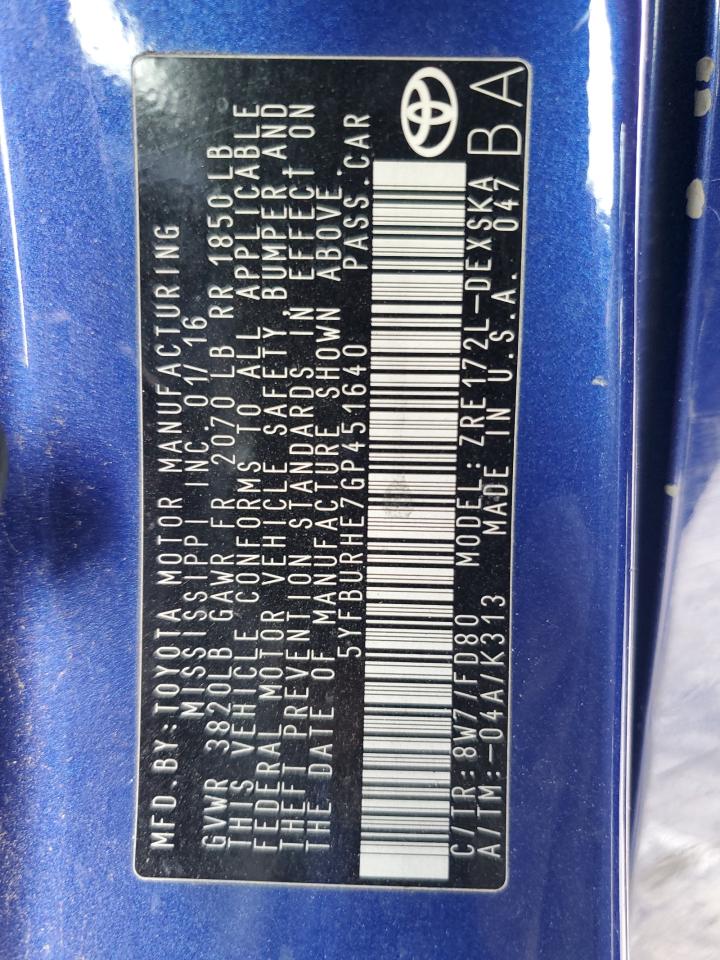 MFD.BY:TOYOTA MOTOR MANUFACTURING
MISSISSIPPI INC. 01/16
GVWR 3820LB GAWR FR 2070 LB RR 1850 LB
THIS VEHICLE CONFORMS TO ALL APPLICABLE
FEDERAL MOTOR VEHICLE SAFETY, BUMPER AND
THEFT PREVENTION STANDARDS IN EFFECT ON
THE DATE OF MANUFACTURE SHOWN ABOVE.
5YFBURHE7GP451640 PASS.CAR
C/TR:8W7/FD80 MODEL:ZRE172L-DEXSKA
A/TM:-04A/K313 MADE IN U.S.A. 047
BA